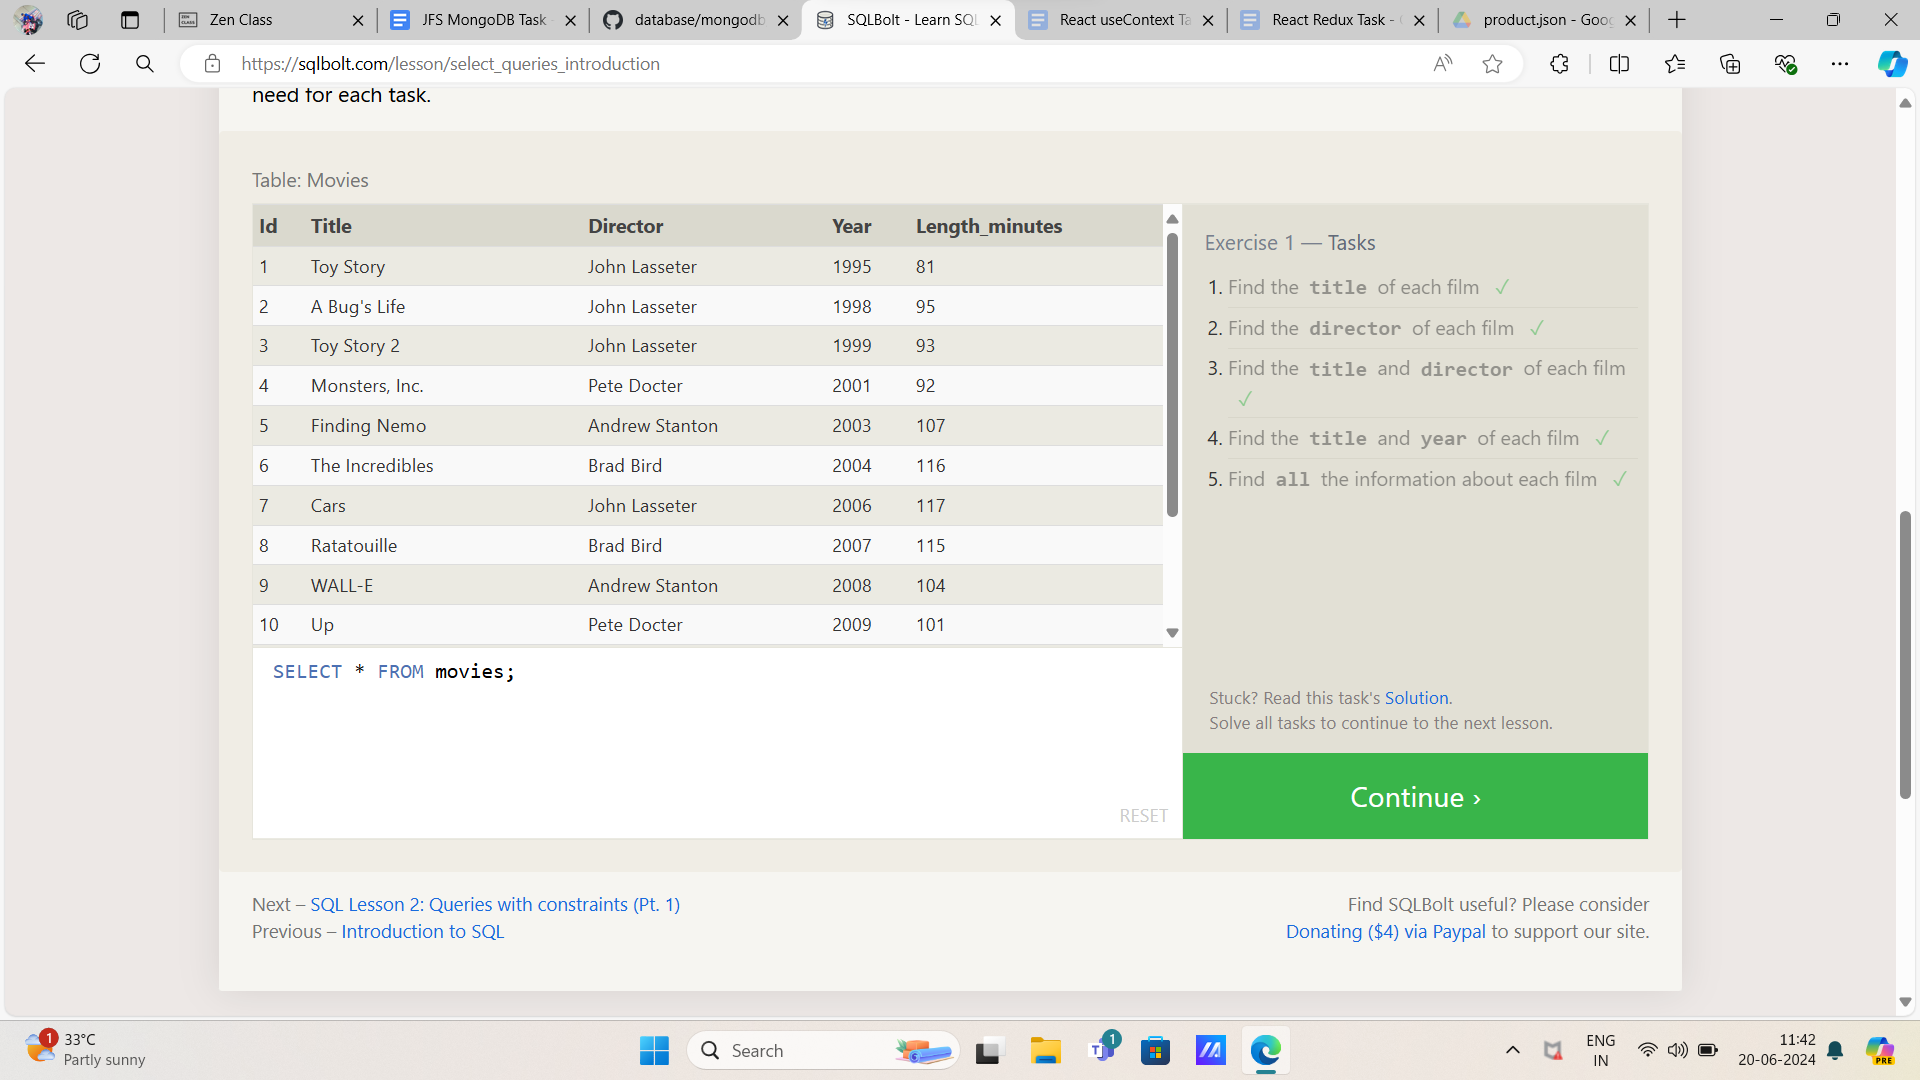 Zen Class
JFS MongoDB Task -
database/mongodb
SQLBolt - Learn SQL
React useContext Ta
React Redux Task -
product.json - Goog
https://sqlbolt.com/lesson/select_queries_introduction
need for each task.
Table: Movies
Id Title Director Year Length_minutes
1 Toy Story John Lasseter 1995 81
2 A Bug's Life John Lasseter 1998 95
3 Toy Story 2 John Lasseter 1999 93
4 Monsters, Inc. Pete Docter 2001 92
5 Finding Nemo Andrew Stanton 2003 107
6 The Incredibles Brad Bird 2004 116
7 Cars John Lasseter 2006 117
8 Ratatouille Brad Bird 2007 115
9 WALL-E Andrew Stanton 2008 104
10 Up Pete Docter 2009 101
SELECT * FROM movies;
RESET
Exercise 1 — Tasks
1. Find the title of each film ✓
2. Find the director of each film ✓
3. Find the title and director of each film
✓
4. Find the title and year of each film ✓
5. Find all the information about each film ✓
Stuck? Read this task's Solution.
Solve all tasks to continue to the next lesson.
Continue ›
Next – SQL Lesson 2: Queries with constraints (Pt. 1)
Previous – Introduction to SQL
Find SQLBolt useful? Please consider
Donating ($4) via Paypal to support our site.
1
33°C
Partly sunny
Search
1
ENG
IN
11:42
20-06-2024
PRE